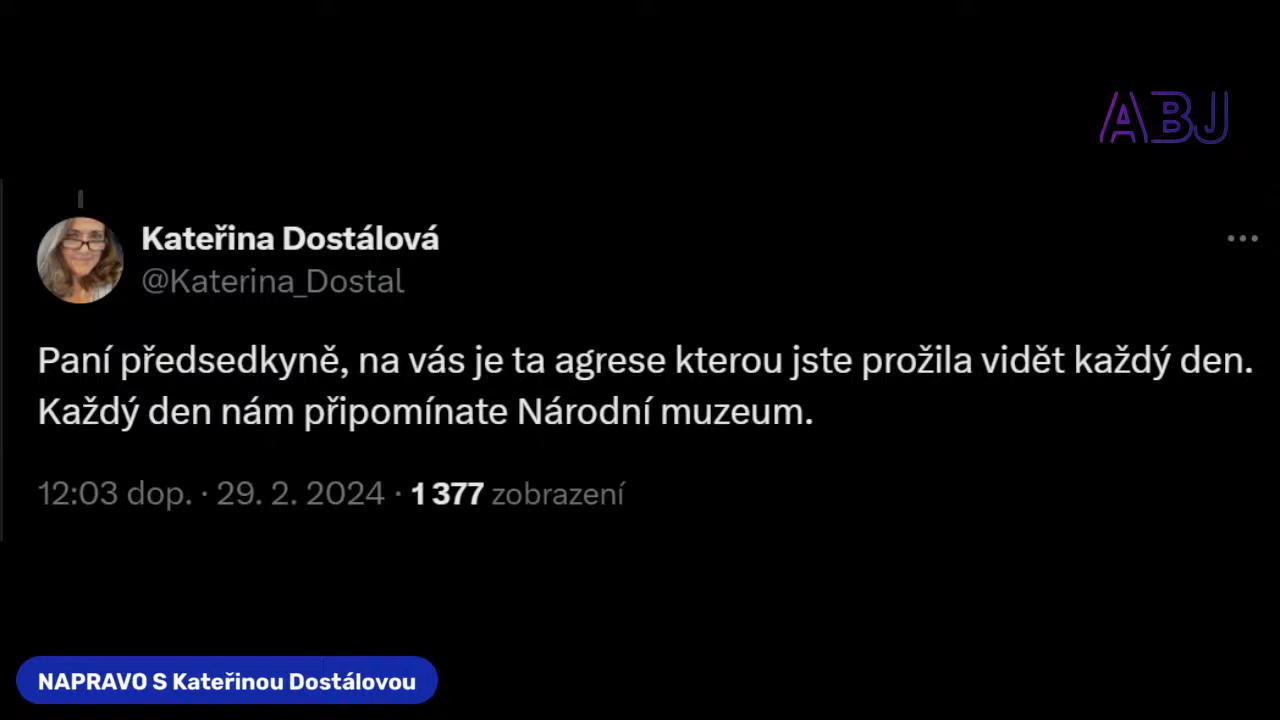 ABJ
Kateřina Dostálová
@Katerina_Dostal
Paní předsedkyně, na vás je ta agrese kterou jste prožila vidět každý den.
Každý den nám připomínate Národní muzeum.
12:03 dop. · 29. 2. 2024 · 1 377 zobrazení
NAPRAVO S Kateřinou Dostálovou